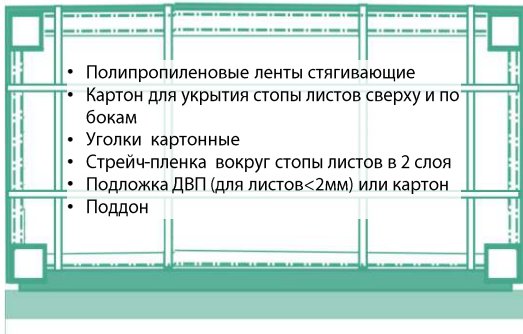 • Полипропиленовые ленты стягивающие
• Картон для укрытия стопы листов сверху и по
бокам
• Уголки картонные
• Стрейч-пленка вокруг стопы листов в 2 слоя
• Подложка ДВП (для листов<2мм) или картон
• Поддон